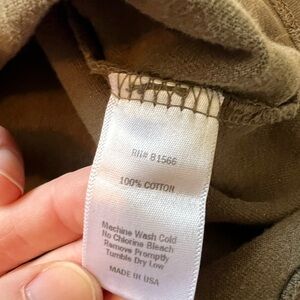 RN# 81566
100% COTTON
Machine Wash Cold
No Chlorine Bleach
Remove Promptly
Tumble Dry Low
MADE IN USA